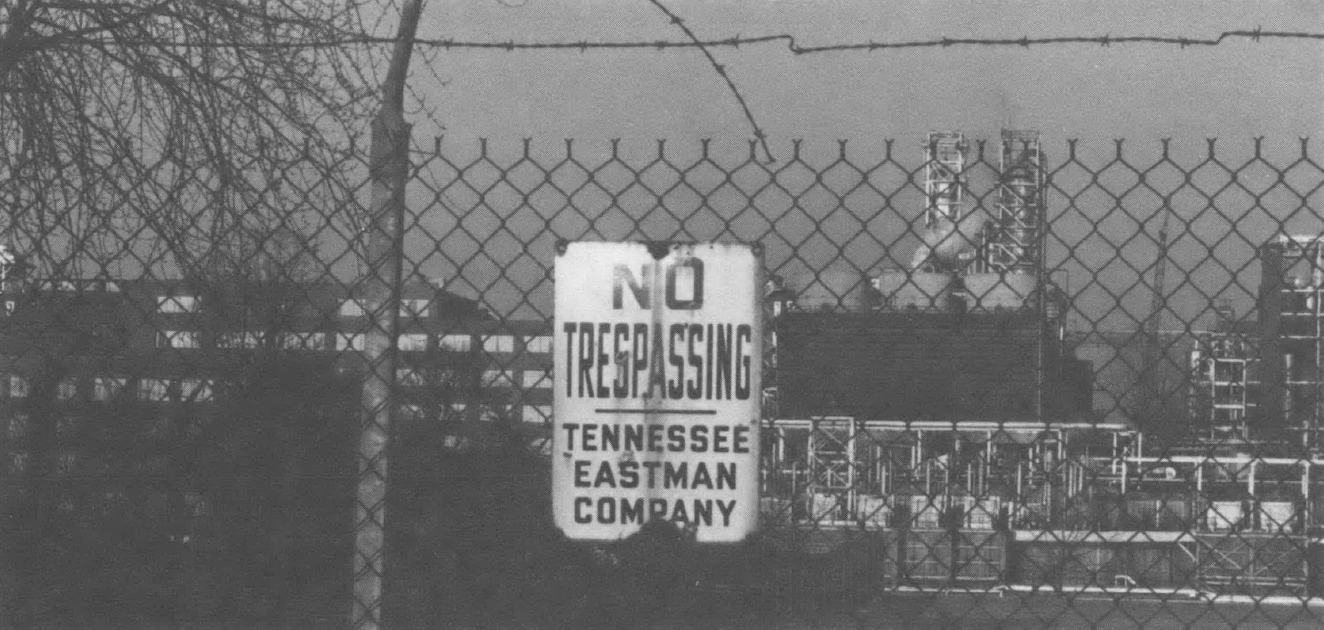 NO
TRESPASSING
TENNESSEE
EASTMAN
COMPANY